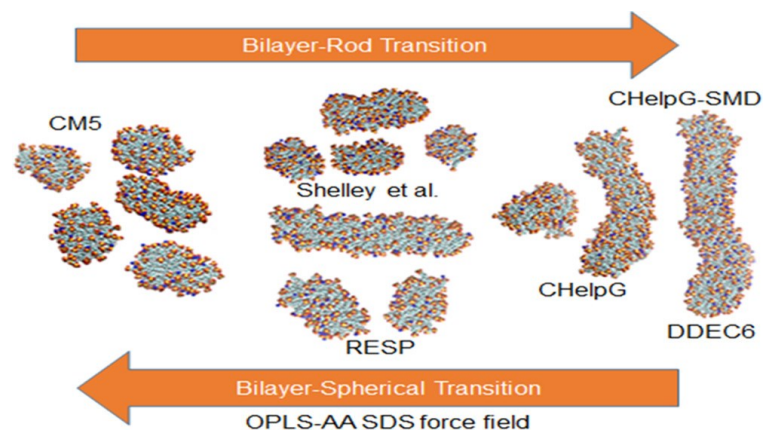 Bilayer-Rod Transition
CHelpG-SMD
CM5
Shelley et al.
CHelpG
DDEC6
RESP
Bilayer-Spherical Transition
OPLS-AA SDS force field